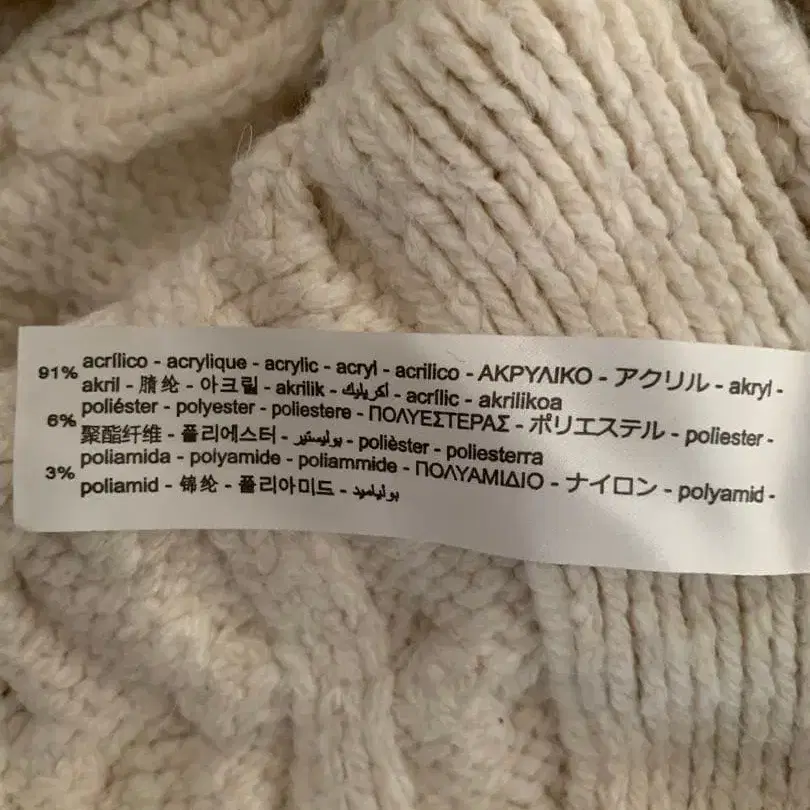 91% acrílico - acrylique - acrylic - acryl - acrilico - ΑΚΡΥΛΙΚΟ - アクリル - akryl -
akril - 腈纶 - 아크릴 - akrilik - اكريليك - acrílic - akrilikoa
6% poliéster - polyester - poliestere - ΠΟΛΥΕΣΤΕΡΑΣ - ポリエステル - poliester -
聚酯纤维 - 폴리에스터 - بوليستير - polièster - poliesterra
3% poliamida - polyamide - poliammide - ΠΟΛΥΑΜΙΔΙΟ - ナイロン - polyamid -
poliamid - 锦纶 - 폴리아미드 - بولياميد